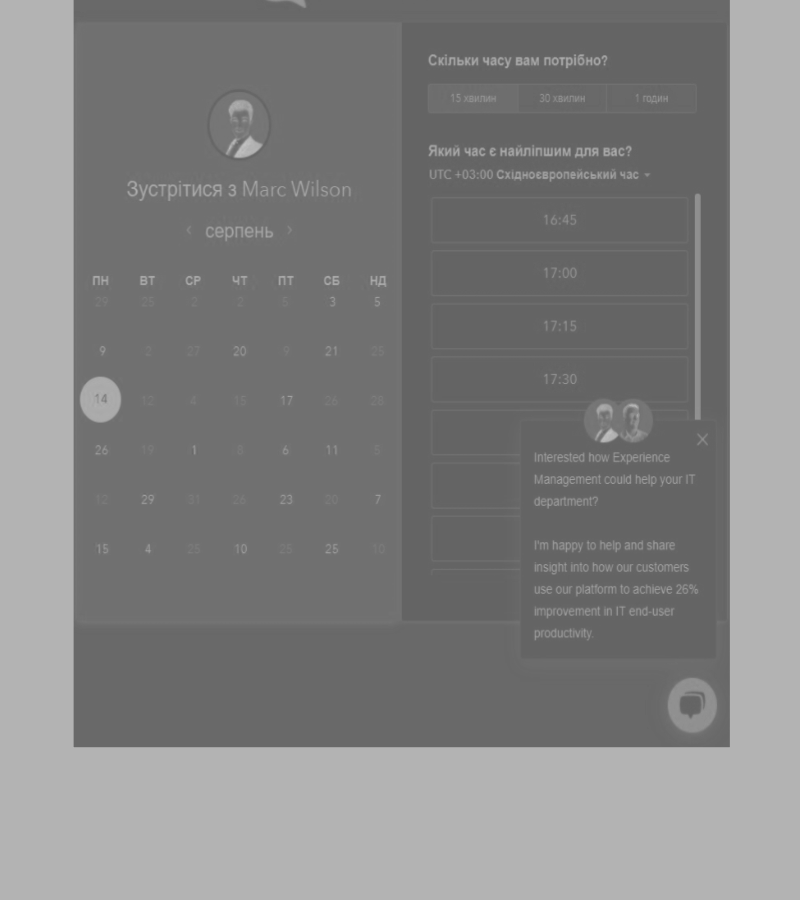 Зустрітися з Marc Wilson
серпень
ПН ВТ СР ЧТ ПТ СБ НД
29 25 2 2 5 3 5
9 2 27 20 9 21 25
14 12 4 15 17 26 28
26 19 1 8 6 11 5
12 29 31 26 23 20 7
15 4 25 10 25 25 10
Скільки часу вам потрібно?
15 хвилин 30 хвилин 1 годин
Який час є найліпшим для вас?
UTC +03:00 Східноєвропейський час
16:45
17:00
17:15
17:30
Interested how Experience
Management could help your IT
department?
I'm happy to help and share
insight into how our customers
use our platform to achieve 26%
improvement in IT end-user
productivity.